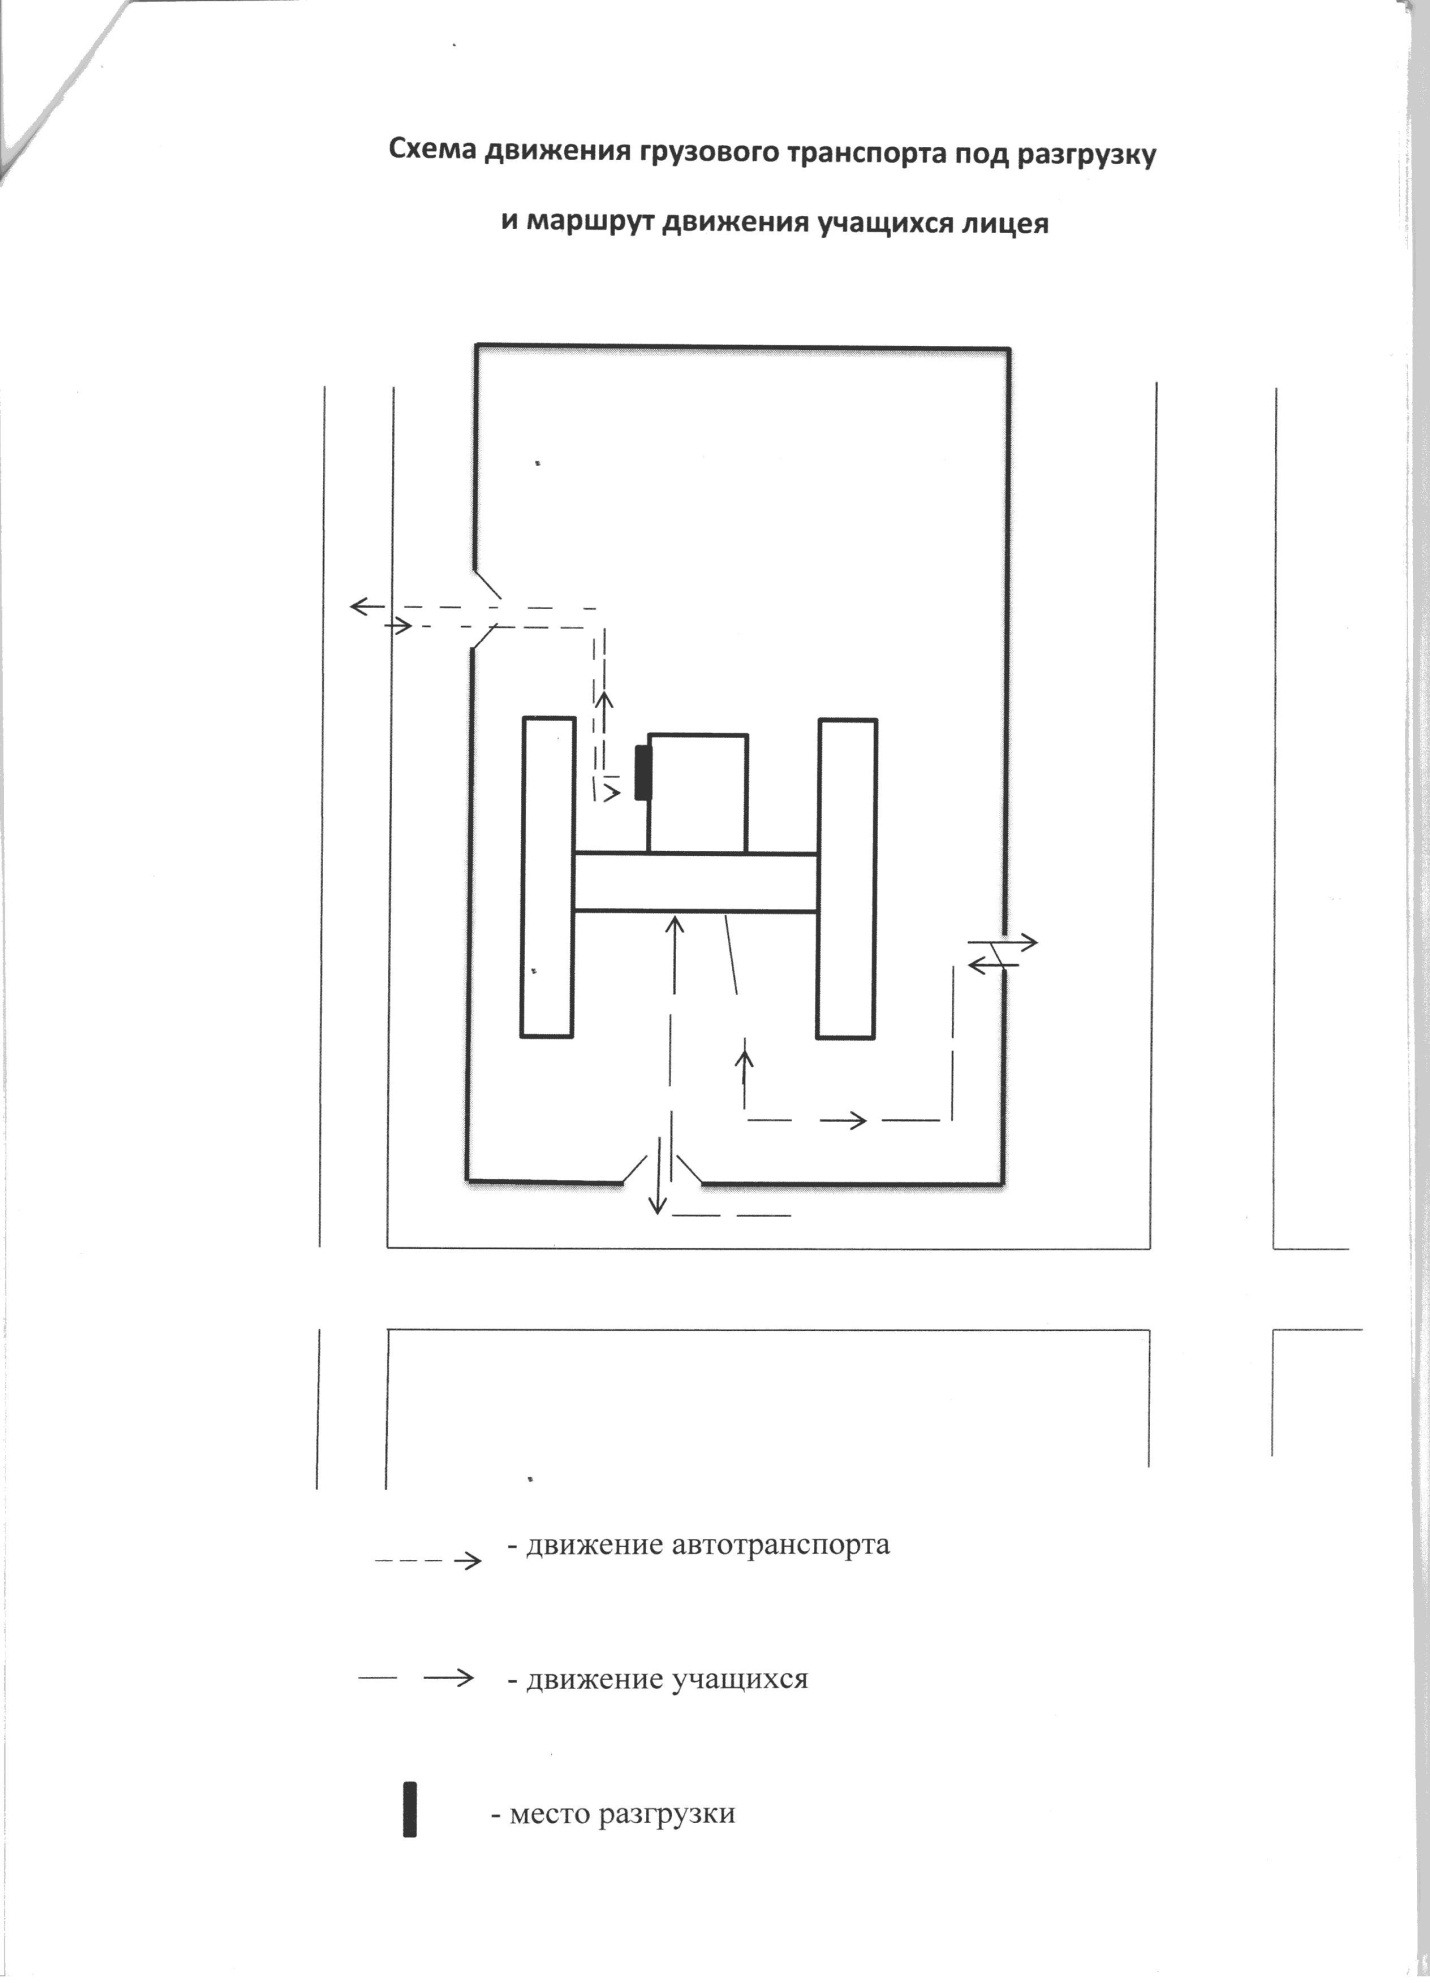 Схема движения грузового транспорта под разгрузку
и маршрут движения учащихся лицея
- движение автотранспорта
- движение учащихся
- место разгрузки